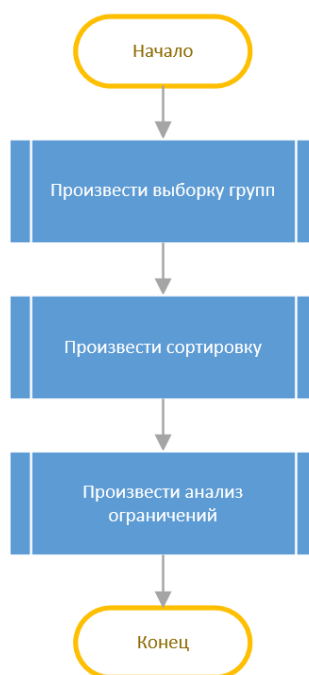 Начало
Произвести выборку групп
Произвести сортировку
Произвести анализ
ограничений
Конец